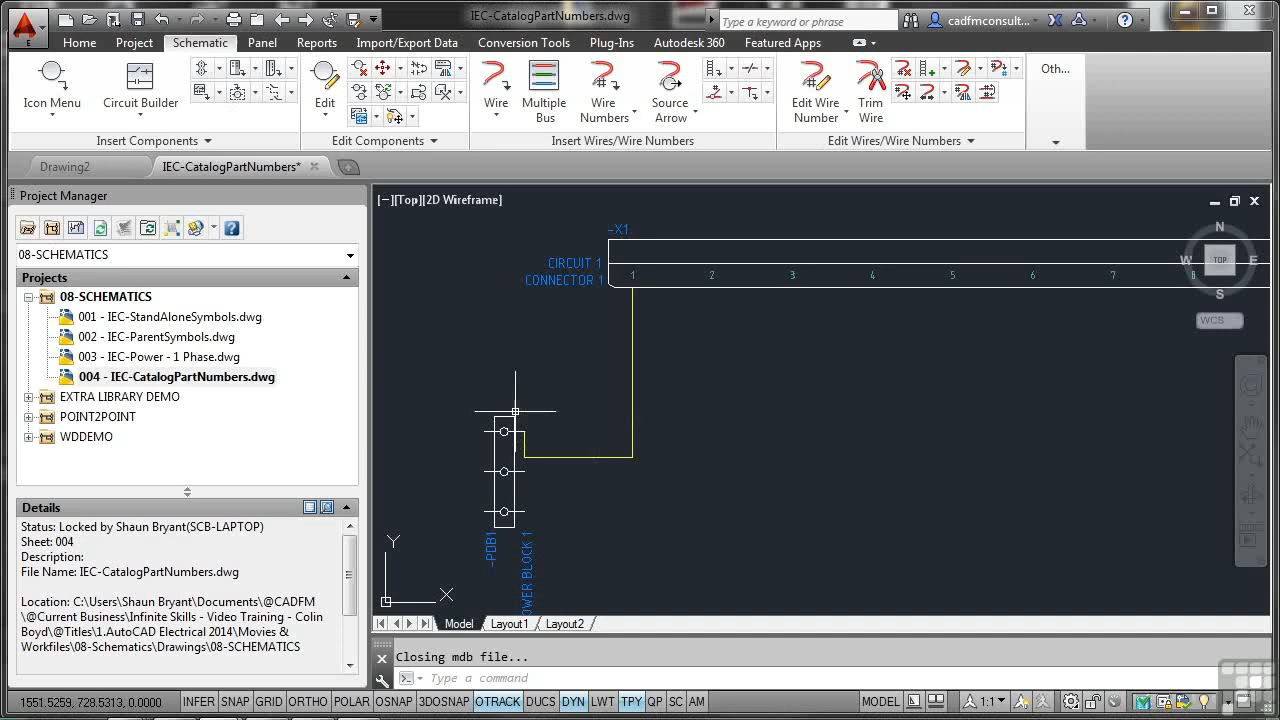 IEC-CatalogPartNumbers.dwg
Type a keyword or phrase
cadfmconsult...
E
Home Project Schematic Panel Reports Import/Export Data Conversion Tools Plug-Ins Autodesk 360 Featured Apps
Icon Menu
Circuit Builder
Edit
Wire
Multiple Bus
Wire Numbers
Source Arrow
Edit Wire Number
Trim Wire
Oth...
Insert Components
Edit Components
Insert Wires/Wire Numbers
Edit Wires/Wire Numbers
Drawing2
IEC-CatalogPartNumbers*
Project Manager
08-SCHEMATICS
Projects
08-SCHEMATICS
001 - IEC-StandAloneSymbols.dwg
002 - IEC-ParentSymbols.dwg
003 - IEC-Power - 1 Phase.dwg
004 - IEC-CatalogPartNumbers.dwg
EXTRA LIBRARY DEMO
POINT2POINT
WDDEMO
Details
Status: Locked by Shaun Bryant(SCB-LAPTOP)
Sheet: 004
Description:
File Name: IEC-CatalogPartNumbers.dwg
Location: C:\Users\Shaun Bryant\Documents\@CADFM
\@Current Business\Infinite Skills - Video Training - Colin
Boyd\@Titles\1.AutoCAD Electrical 2014\Movies &
Workfiles\08-Schematics\Drawings\08-SCHEMATICS
[−][Top][2D Wireframe]
-X1
CIRCUIT 1
CONNECTOR 1
1 2 3 4 5 6 7 8
N
W TOP E
S
WCS
-PDB1
OWER BLOCK 1
Y
X
Model Layout1 Layout2
Closing mdb file...
Type a command
1551.5259, 728.5313, 0.0000 INFER SNAP GRID ORTHO POLAR OSNAP 3DOSNAP OTRACK DUCS DYN LWT TPY QP SC AM MODEL 1:1